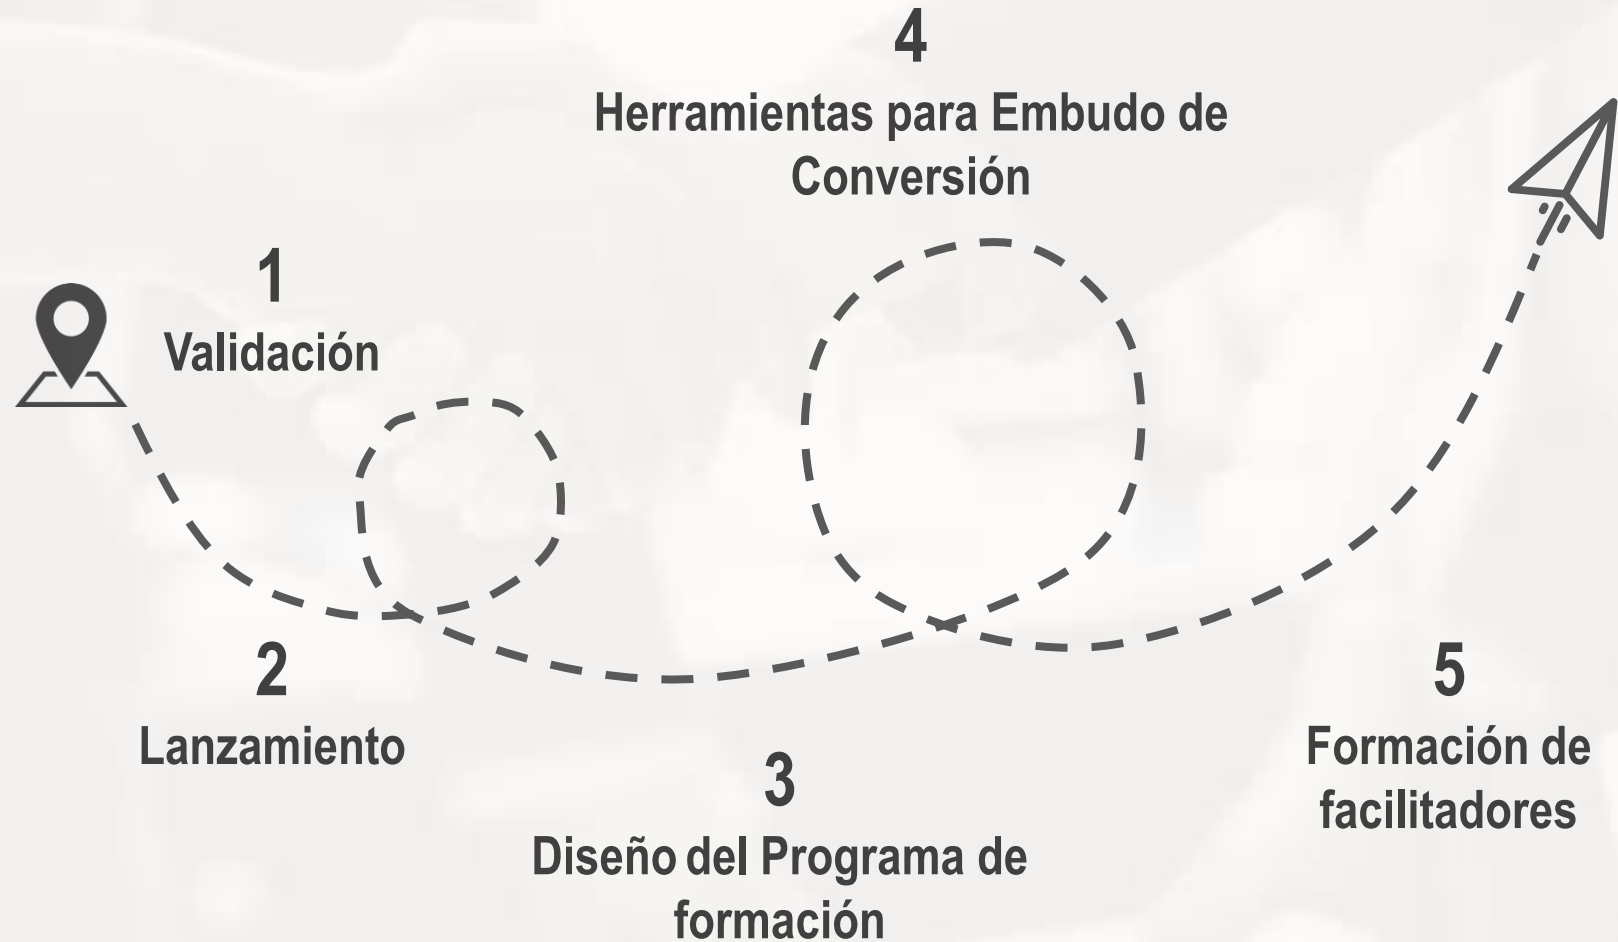 1
Validación
2
Lanzamiento
3
Diseño del Programa de
formación
4
Herramientas para Embudo de
Conversión
5
Formación de
facilitadores